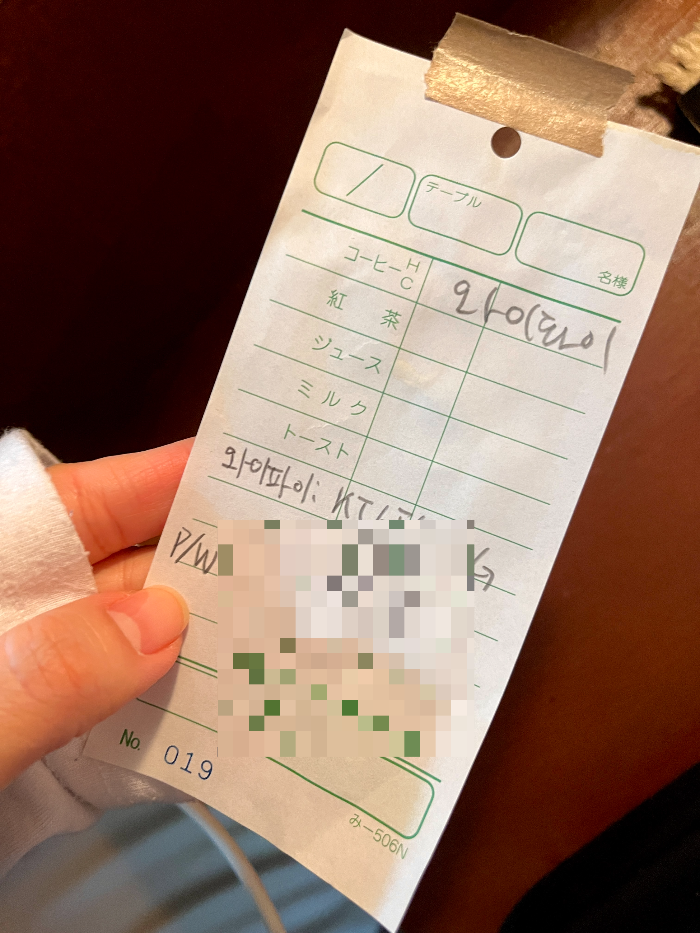 テーブル
名様
コーヒー H C
와이파이
紅 茶
ジュース
ミルク
トースト
와이파이:
P/W
No. 019
み-506N